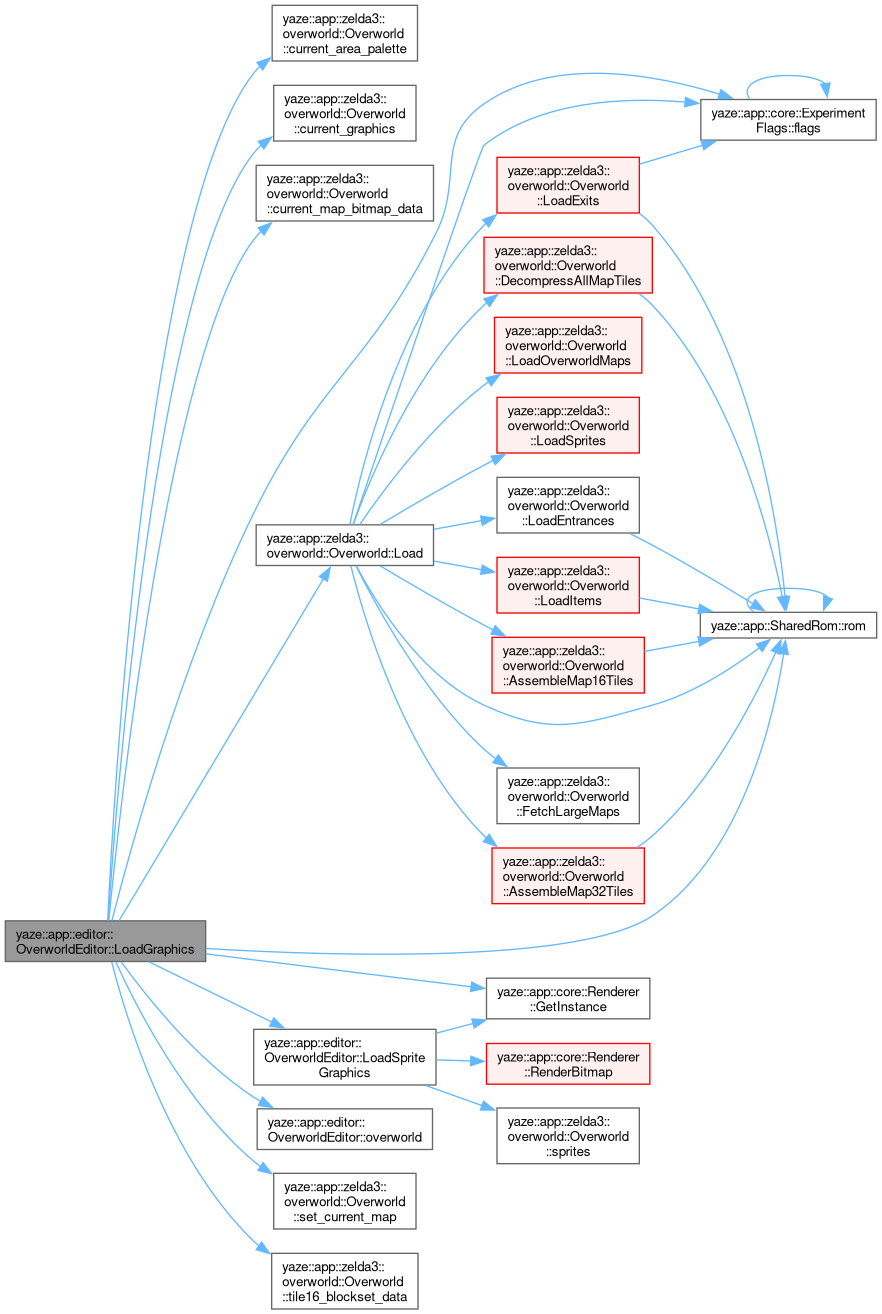 yaze::app::zelda3::
overworld::Overworld
::current_area_palette
yaze::app::zelda3::
overworld::Overworld
::current_graphics
yaze::app::zelda3::
overworld::Overworld
::current_map_bitmap_data
yaze::app::core::Experiment
Flags::flags
yaze::app::zelda3::
overworld::Overworld
::LoadExits
yaze::app::zelda3::
overworld::Overworld
::DecompressAllMapTiles
yaze::app::zelda3::
overworld::Overworld
::LoadOverworldMaps
yaze::app::zelda3::
overworld::Overworld
::LoadSprites
yaze::app::zelda3::
overworld::Overworld
::LoadEntrances
yaze::app::zelda3::
overworld::Overworld::Load
yaze::app::zelda3::
overworld::Overworld
::LoadItems
yaze::app::SharedRom::rom
yaze::app::zelda3::
overworld::Overworld
::AssembleMap16Tiles
yaze::app::zelda3::
overworld::Overworld
::FetchLargeMaps
yaze::app::zelda3::
overworld::Overworld
::AssembleMap32Tiles
yaze::app::editor::
OverworldEditor::LoadGraphics
yaze::app::core::Renderer
::GetInstance
yaze::app::editor::
OverworldEditor::LoadSprite
Graphics
yaze::app::core::Renderer
::RenderBitmap
yaze::app::editor::
OverworldEditor::overworld
yaze::app::zelda3::
overworld::Overworld
::sprites
yaze::app::zelda3::
overworld::Overworld
::set_current_map
yaze::app::zelda3::
overworld::Overworld
::tile16_blockset_data